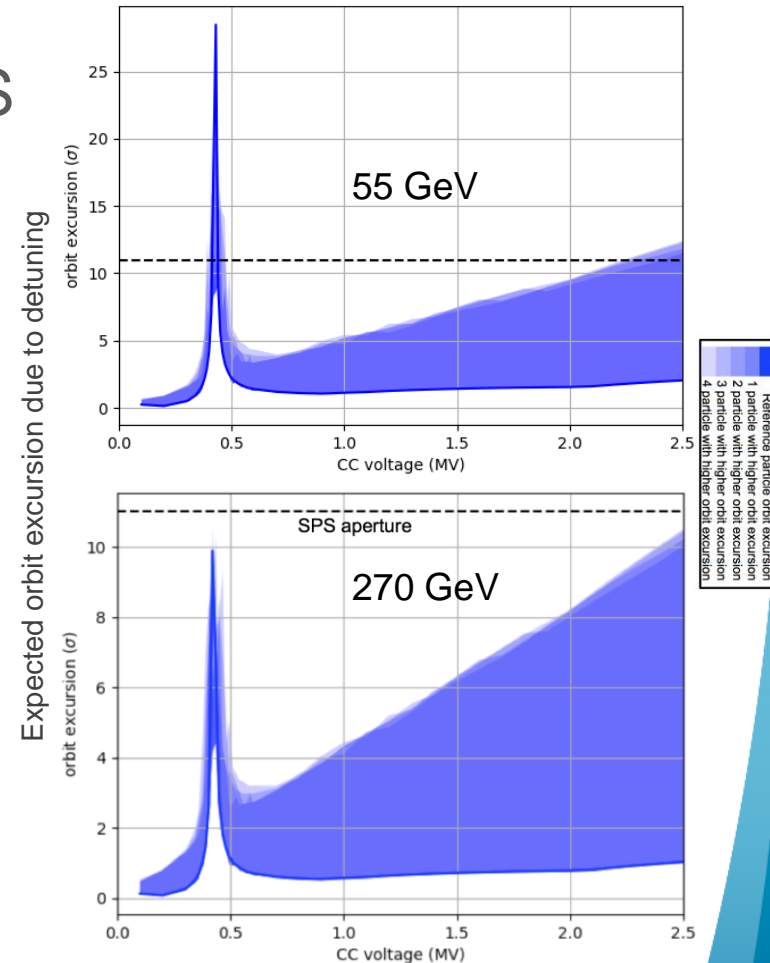 s
Expected orbit excursion due to detuning
orbit excursion (σ)
25
20
15
10
5
0
55 GeV
0.0 0.5 1.0 1.5 2.0 2.5
CC voltage (MV)
Reference particle orbit excursion
1 particle with higher orbit excursion
2 particle with higher orbit excursion
3 particle with higher orbit excursion
4 particle with higher orbit excursion
orbit excursion (σ)
10
8
6
4
2
0
SPS aperture
270 GeV
0.0 0.5 1.0 1.5 2.0 2.5
CC voltage (MV)